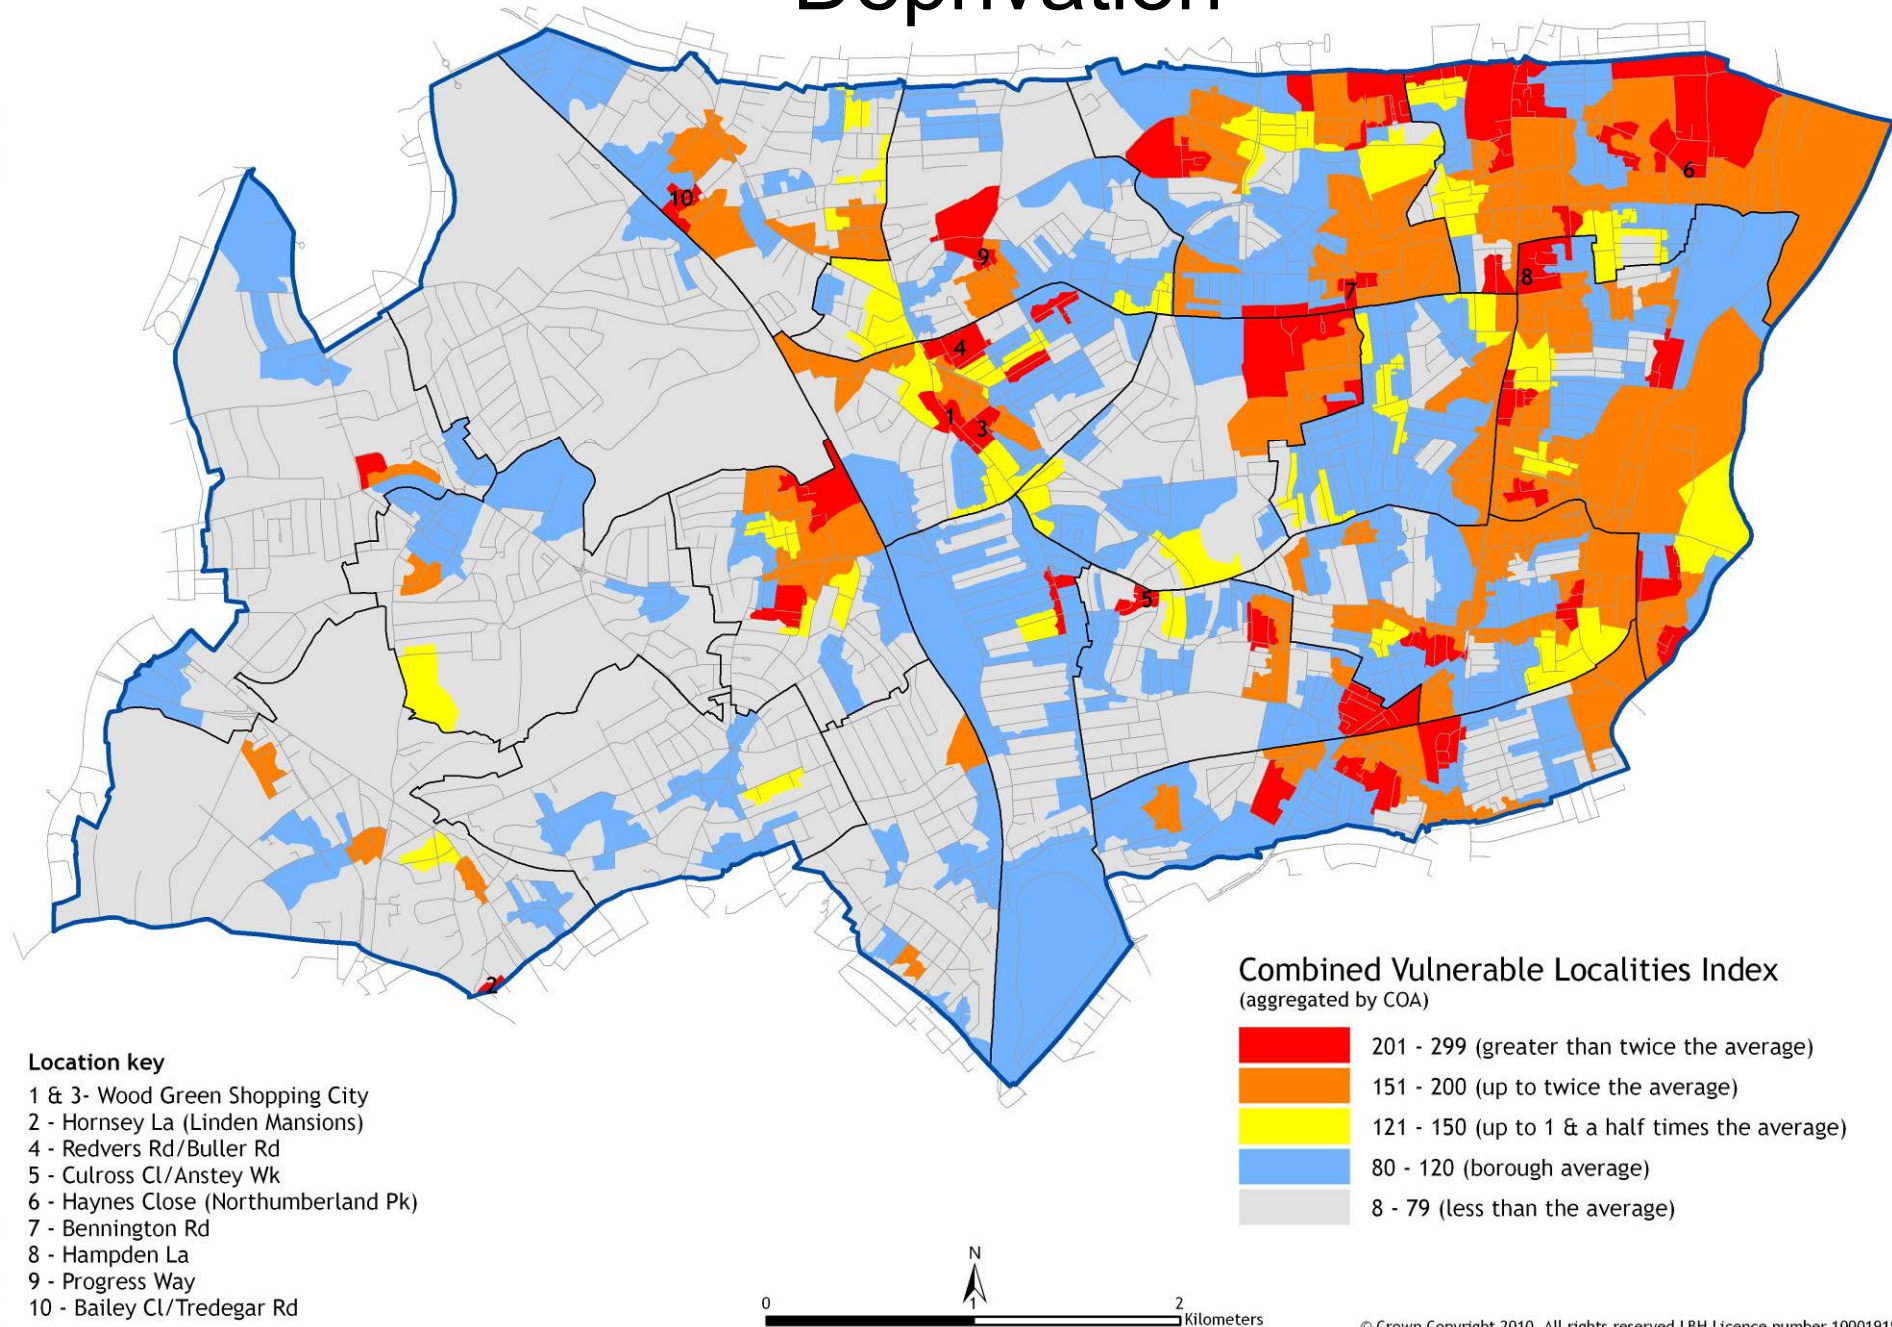 Deprivation
10
6
9
8
7
4
1
3
5
2
Combined Vulnerable Localities Index
(aggregated by COA)
201 - 299 (greater than twice the average)
151 - 200 (up to twice the average)
121 - 150 (up to 1 & a half times the average)
80 - 120 (borough average)
8 - 79 (less than the average)
Location key
1 & 3- Wood Green Shopping City
2 - Hornsey La (Linden Mansions)
4 - Redvers Rd/Buller Rd
5 - Culross Cl/Anstey Wk
6 - Haynes Close (Northumberland Pk)
7 - Bennington Rd
8 - Hampden La
9 - Progress Way
10 - Bailey Cl/Tredegar Rd
N
0 1 2
Kilometers
© Crown Copyright 2010. All rights reserved LBH Licence number